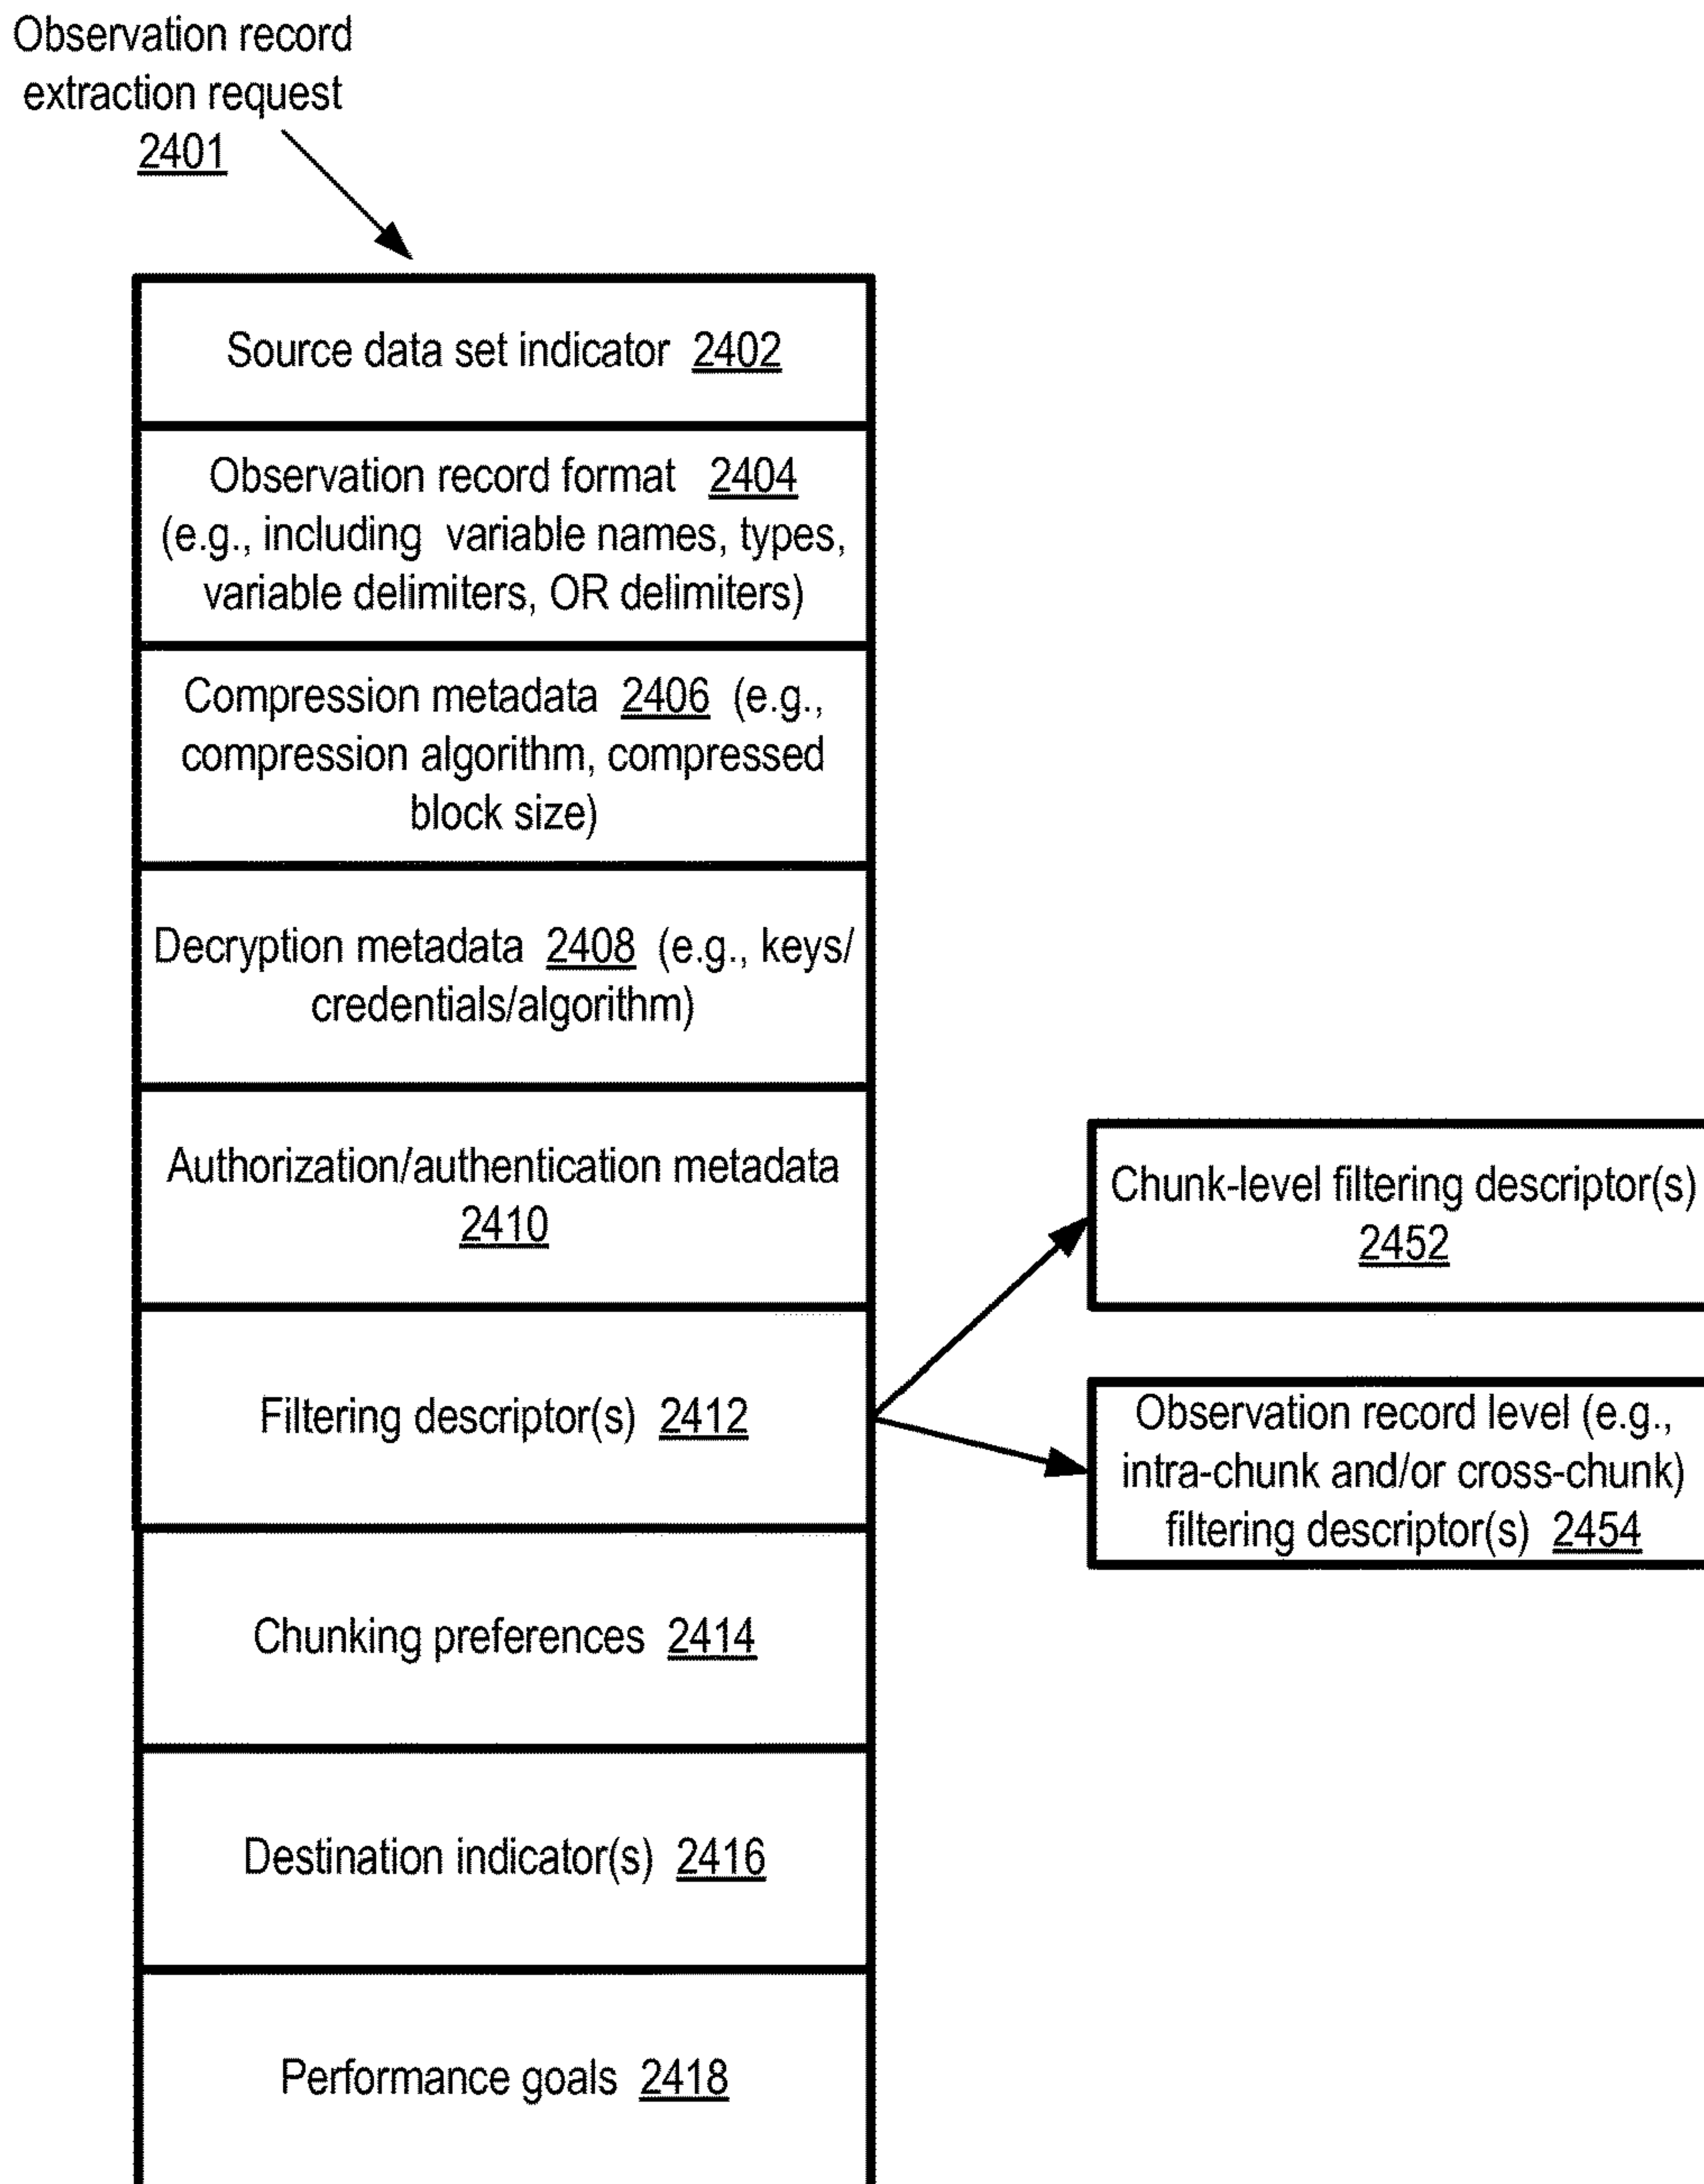 Observation record
extraction request
2401
Source data set indicator 2402
Observation record format 2404
(e.g., including variable names, types,
variable delimiters, OR delimiters)
Compression metadata 2406 (e.g.,
compression algorithm, compressed
block size)
Decryption metadata 2408 (e.g., keys/
credentials/algorithm)
Authorization/authentication metadata
2410
Chunk-level filtering descriptor(s)
2452
Filtering descriptor(s) 2412
Observation record level (e.g.,
intra-chunk and/or cross-chunk)
filtering descriptor(s) 2454
Chunking preferences 2414
Destination indicator(s) 2416
Performance goals 2418